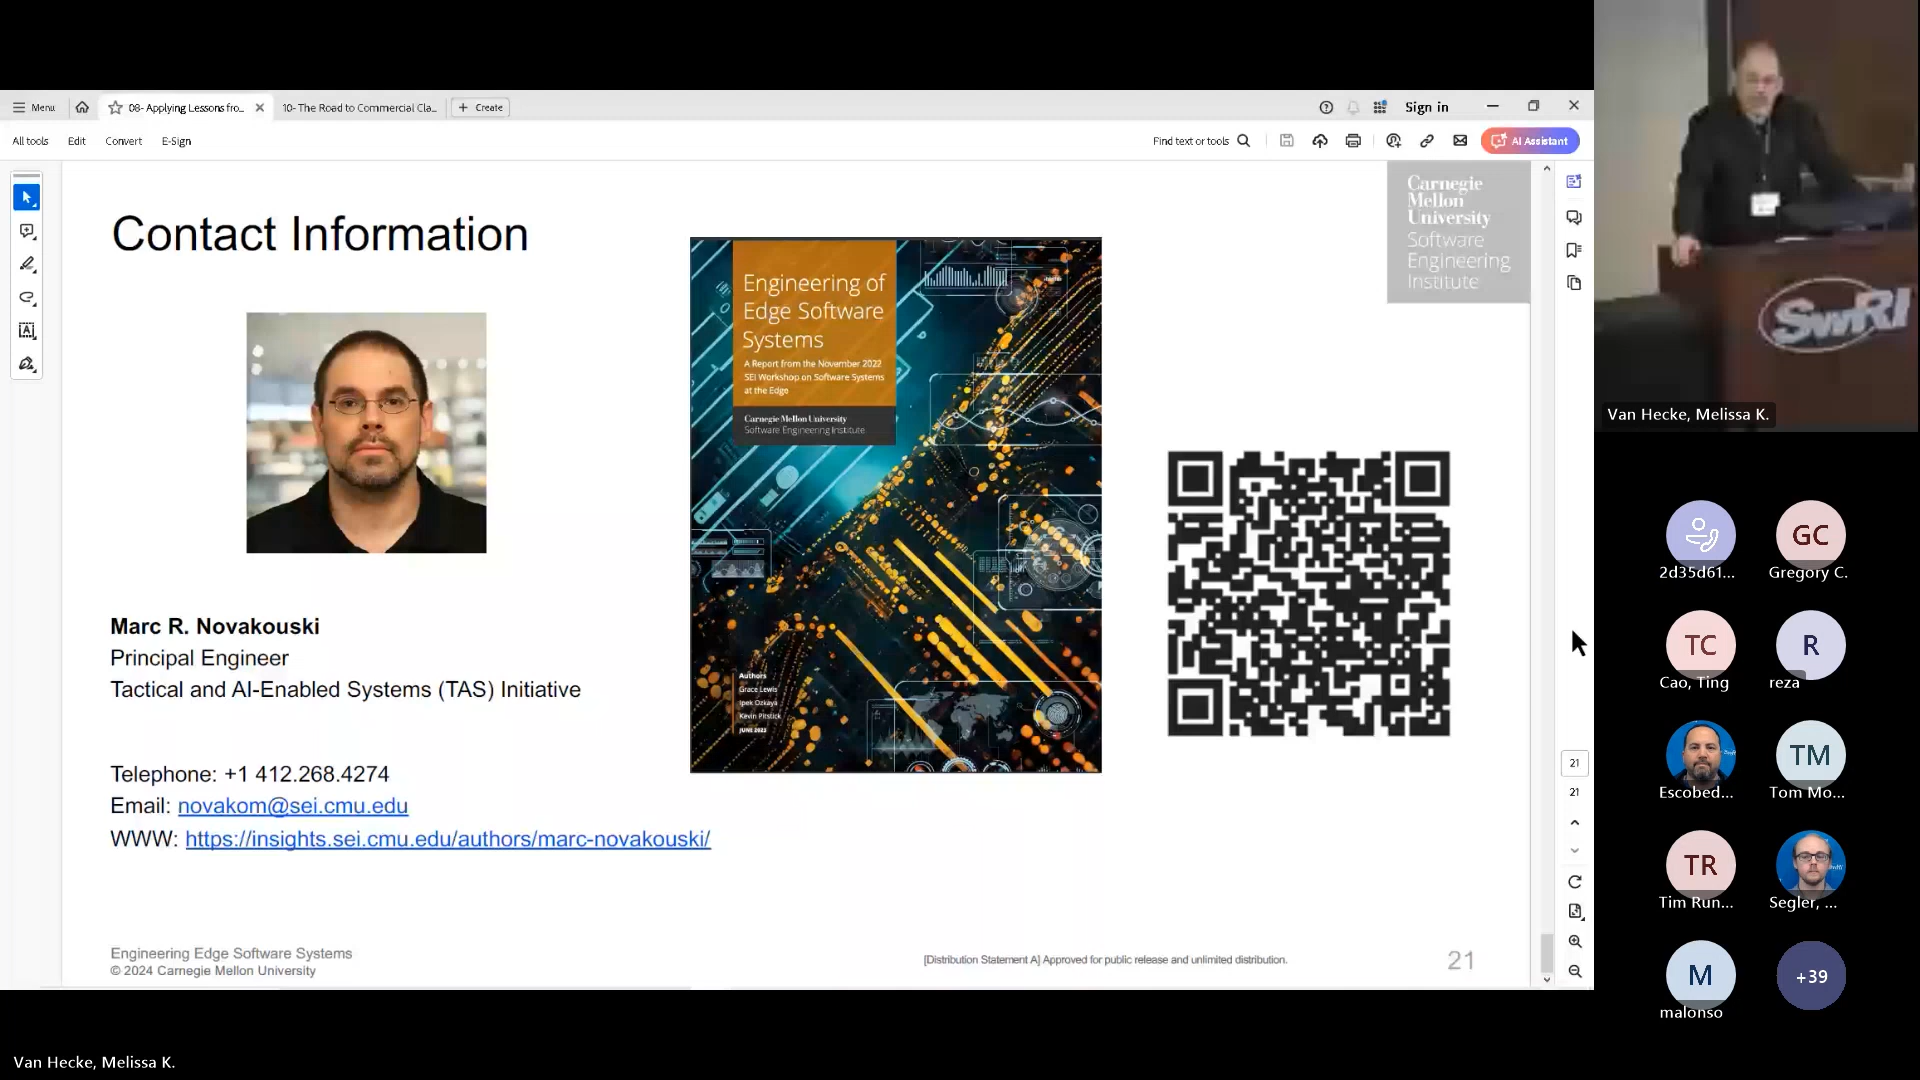 Menu
08- Applying Lessons fro...
10- The Road to Commercial Cla...
Create
Sign in
All tools
Edit
Convert
E-Sign
Find text or tools
AI Assistant
Contact Information
Carnegie
Mellon
University
Software
Engineering
Institute
Engineering of
Edge Software
Systems
A Report from the November 2022
SEI Workshop on Software Systems
at the Edge
Carnegie Mellon University
Software Engineering Institute
Authors
Grace Lewis
Ipek Ozkaya
Kevin Pitstick
JUNE 2023
Marc R. Novakouski
Principal Engineer
Tactical and AI-Enabled Systems (TAS) Initiative
Telephone: +1 412.268.4274
Email: novakom@sei.cmu.edu
WWW: https://insights.sei.cmu.edu/authors/marc-novakouski/
Engineering Edge Software Systems
© 2024 Carnegie Mellon University
[Distribution Statement A] Approved for public release and unlimited distribution.
21
21
21
SwRI
Van Hecke, Melissa K.
2d35d61...
GC
Gregory C.
TC
Cao, Ting
R
reza
Escobed...
TM
Tom Mo...
TR
Tim Run...
Segler, ...
M
malonso
+39
Van Hecke, Melissa K.